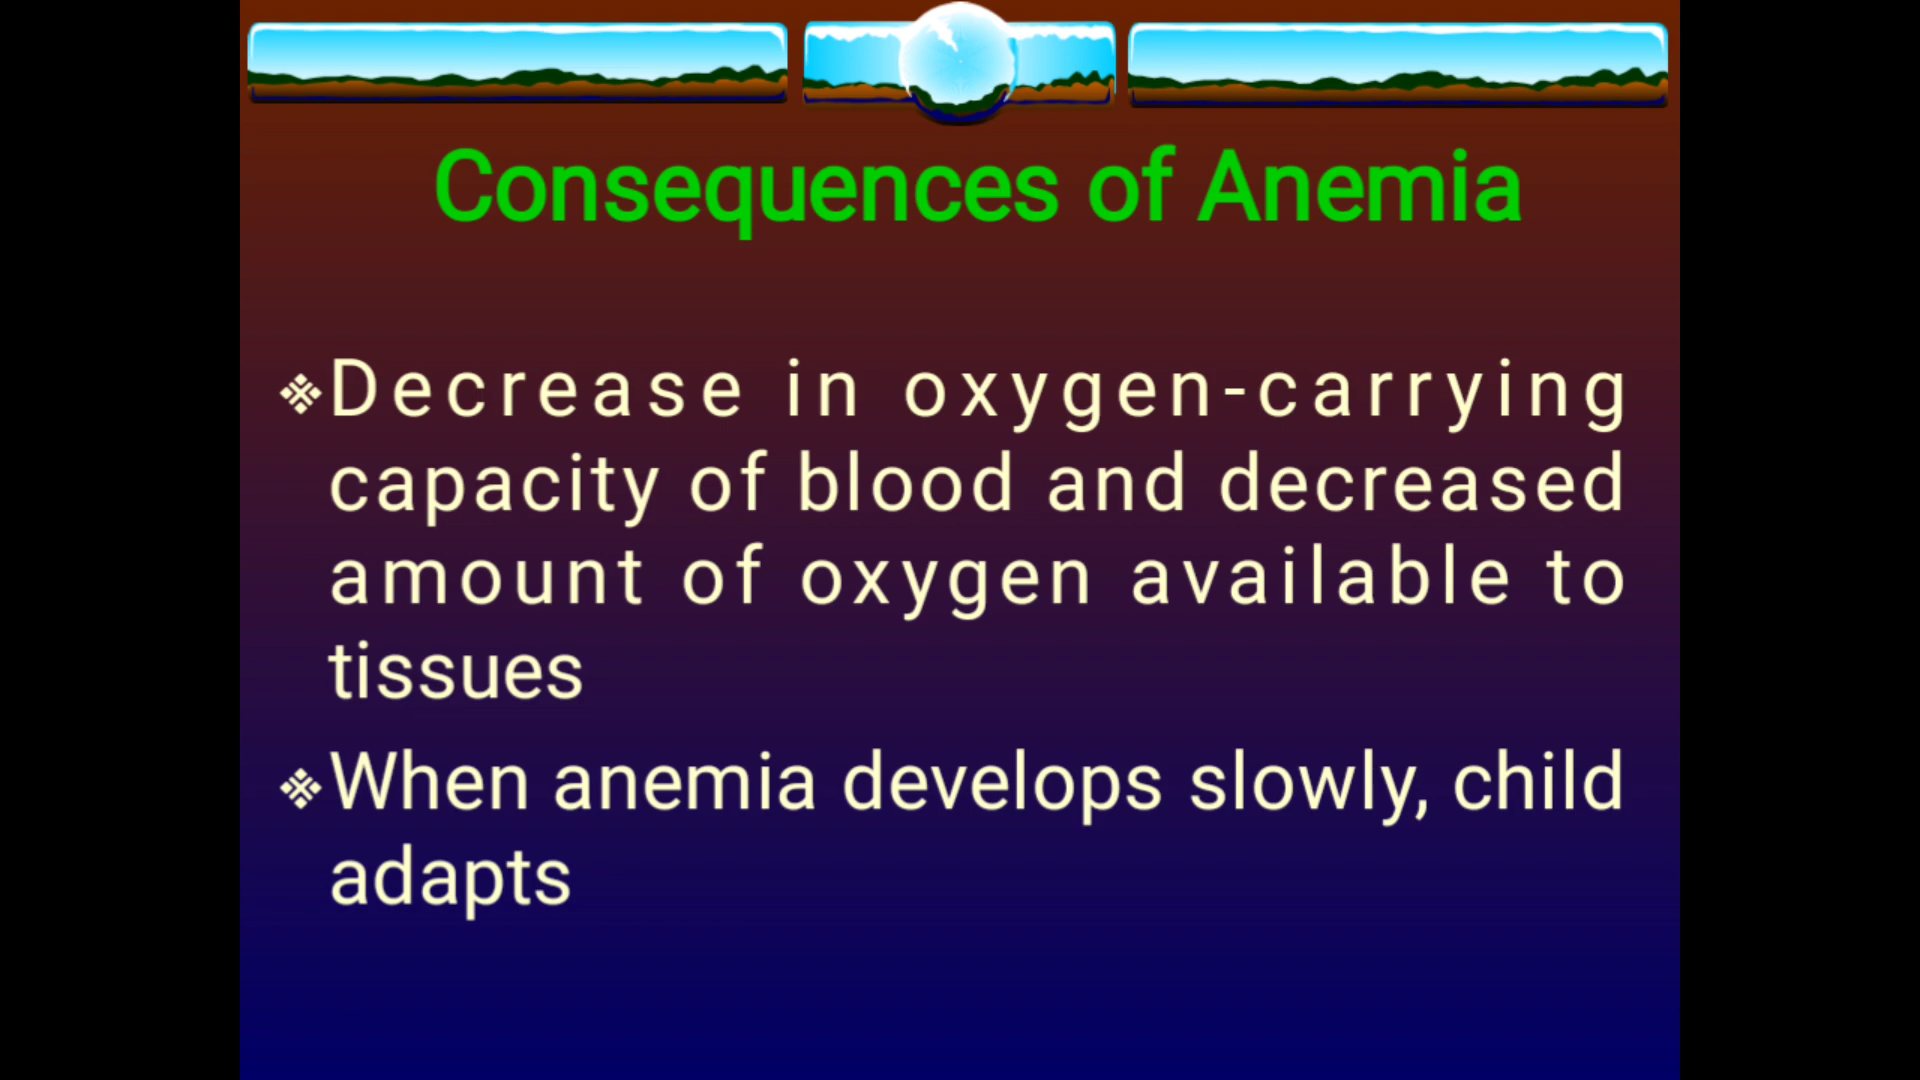 Consequences of Anemia
❖Decrease in oxygen-carrying
capacity of blood and decreased
amount of oxygen available to
tissues
❖When anemia develops slowly, child
adapts